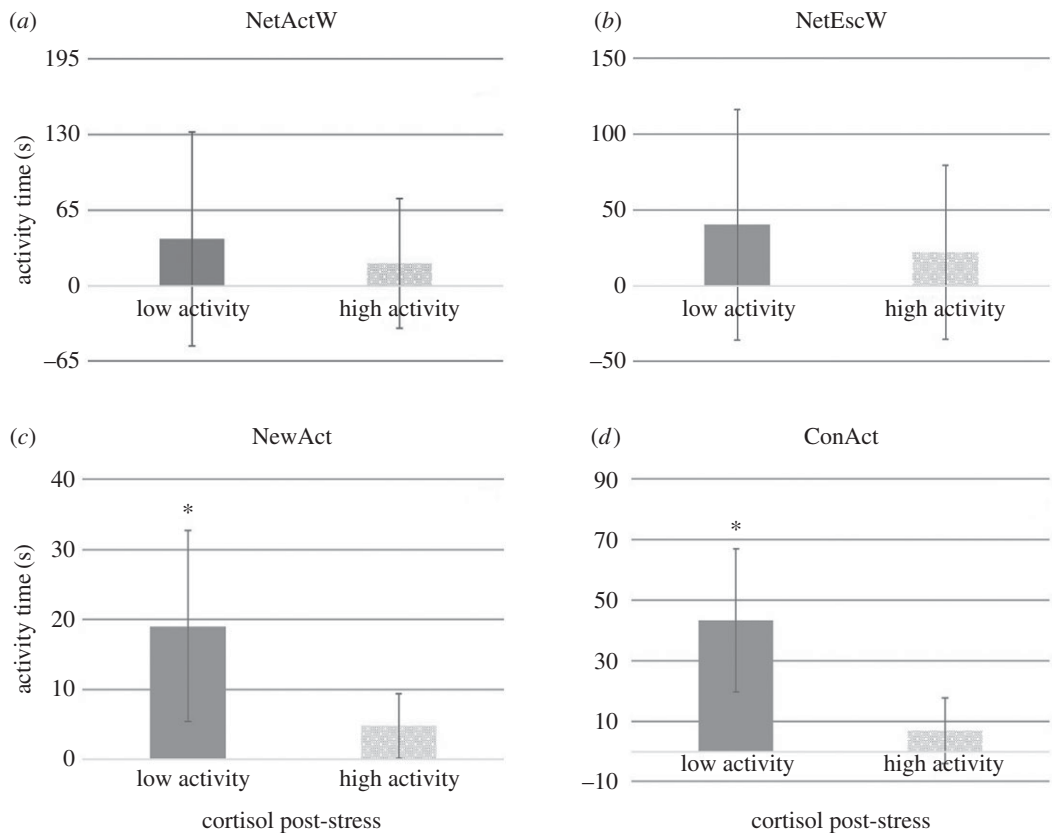 (a) NetActW
195
130
65
0
–65
activity time (s)
low activity high activity
(b) NetEscW
150
100
50
0
–50
low activity high activity
(c) NewAct
40
30
20
10
0
activity time (s)
*
low activity high activity
cortisol post-stress
(d) ConAct
90
70
50
30
10
–10
*
low activity high activity
cortisol post-stress